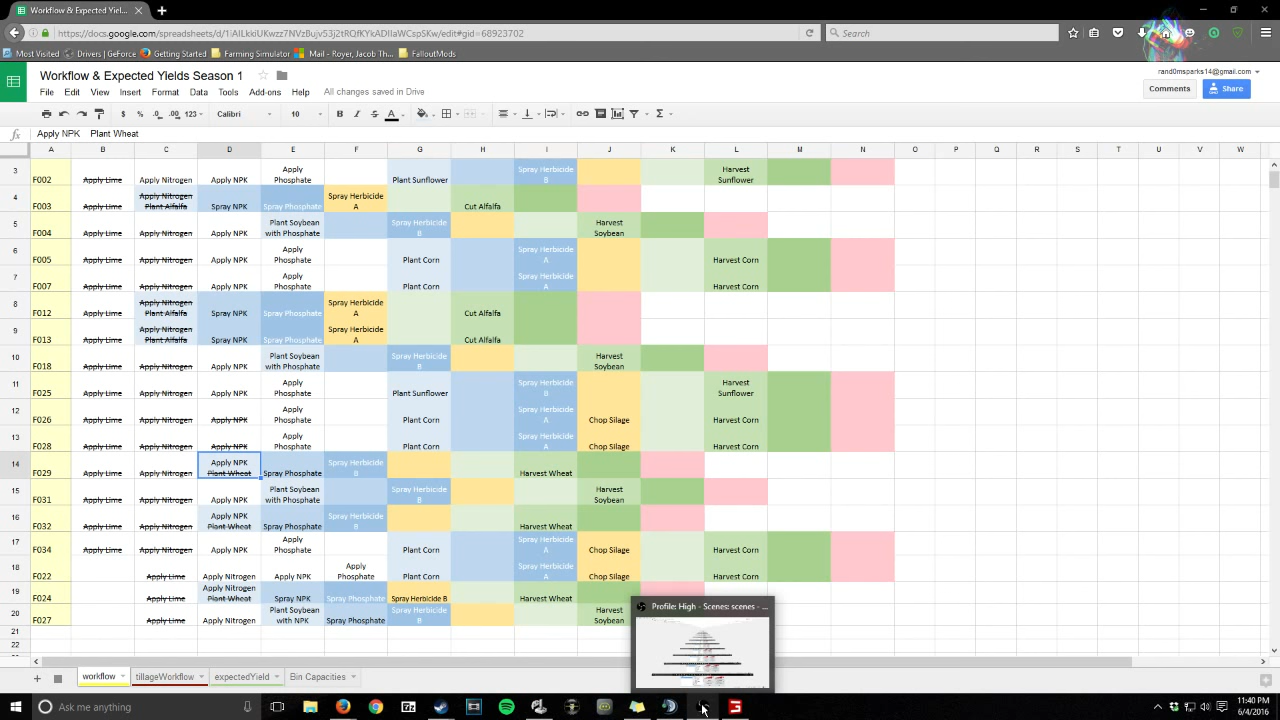 Workflow & Expected Yiel...
https://docs.google.com/spreadsheets/d/
Search
Most Visited Drivers | GeForce Getting Started Farming Simulator Mail - Royer, Jacob Th... FalloutMods
Workflow & Expected Yields Season 1
rand0msparks14@gmail.com
File Edit View Insert Format Data Tools Add-ons Help All changes saved in Drive
Comments Share
$ % .0 .00 123 Calibri 10 B I S A
fx Apply NPK Plant Wheat
A B C D E F G H I J K L M N O P Q R S T U V W
3 F002 Apply Lime Apply Nitrogen Apply NPK Apply Phosphate Plant Sunflower Spray Herbicide B Harvest Sunflower
4 F003 Apply Lime Apply Nitrogen Plant Alfalfa Spray NPK Spray Phosphate Spray Herbicide A Cut Alfalfa
5 F004 Apply Lime Apply Nitrogen Apply NPK Plant Soybean with Phosphate Spray Herbicide B Harvest Soybean
6 F005 Apply Lime Apply Nitrogen Apply NPK Apply Phosphate Plant Corn Spray Herbicide A Harvest Corn
7 F007 Apply Lime Apply Nitrogen Apply NPK Apply Phosphate Plant Corn Spray Herbicide A Harvest Corn
8 F012 Apply Lime Apply Nitrogen Plant Alfalfa Spray NPK Spray Phosphate Spray Herbicide A Cut Alfalfa
9 F013 Apply Lime Apply Nitrogen Plant Alfalfa Spray NPK Spray Phosphate Spray Herbicide A Cut Alfalfa
10 F018 Apply Lime Apply Nitrogen Apply NPK Plant Soybean with Phosphate Spray Herbicide B Harvest Soybean
11 F025 Apply Lime Apply Nitrogen Apply NPK Apply Phosphate Plant Sunflower Spray Herbicide B Harvest Sunflower
12 F026 Apply Lime Apply Nitrogen Apply NPK Apply Phosphate Plant Corn Spray Herbicide A Chop Silage Harvest Corn
13 F028 Apply Lime Apply Nitrogen Apply NPK Apply Phosphate Plant Corn Spray Herbicide A Chop Silage Harvest Corn
14 F029 Apply Lime Apply Nitrogen Apply NPK Plant Wheat Spray Phosphate Spray Herbicide B Harvest Wheat
15 F031 Apply Lime Apply Nitrogen Apply NPK Plant Soybean with Phosphate Spray Herbicide B Harvest Soybean
16 F032 Apply Lime Apply Nitrogen Apply NPK Plant Wheat Spray Phosphate Spray Herbicide B Harvest Wheat
17 F034 Apply Lime Apply Nitrogen Apply NPK Apply Phosphate Plant Corn Spray Herbicide A Chop Silage Harvest Corn
18 F022 Apply Lime Apply Nitrogen Apply NPK Apply Phosphate Plant Corn Spray Herbicide A Chop Silage Harvest Corn
19 F024 Apply Lime Apply Nitrogen Plant Wheat Spray NPK Spray Phosphate Spray Herbicide B Harvest Wheat
20 F027 Apply Lime Apply Nitrogen Plant Soybean with NPK Spray Phosphate Spray Herbicide B Harvest Soybean
21
Profile: High - Scenes: scenes - ...
workflow tillageWorkflow expectedYield Bin Capacities
Ask me anything
11:40 PM
6/4/2016